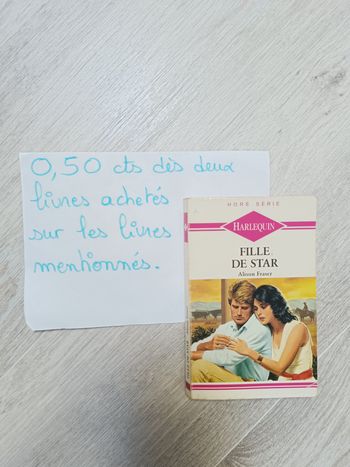 0,50 cts dès deux
livres achetés
sur les livres
mentionnés.
HORS SÉRIE
HARLEQUIN
FILLE
DE STAR
Alison Fraser